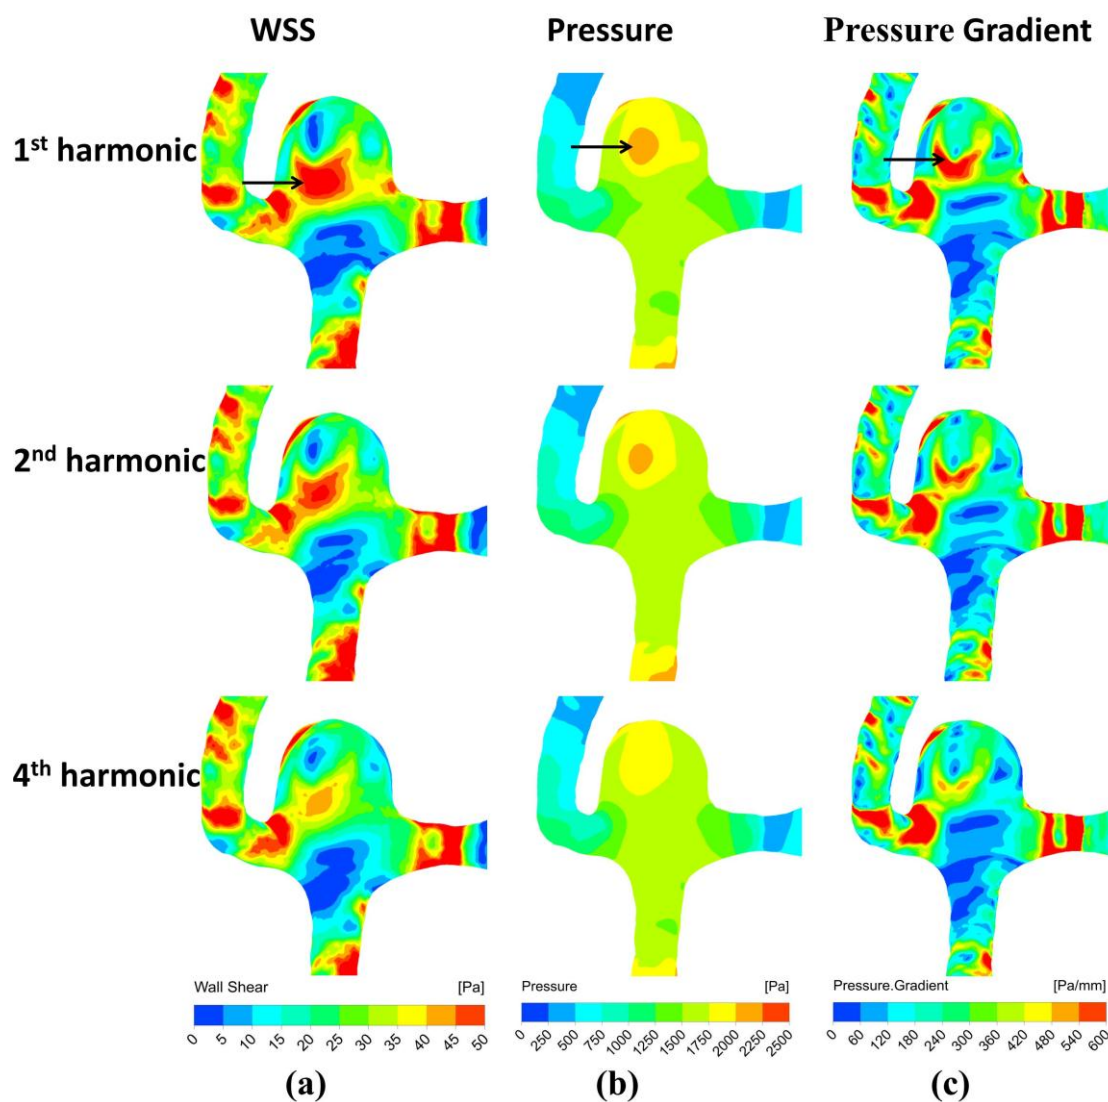 WSS Pressure Pressure Gradient
1st harmonic
2nd harmonic
4th harmonic
Wall Shear [Pa] Pressure [Pa] Pressure.Gradient [Pa/mm]
0 5 10 15 20 25 30 35 40 45 50 0 250 500 750 1000 1250 1500 1750 2000 2250 2500 0 60 120 180 240 300 360 420 480 540 600
(a) (b) (c)